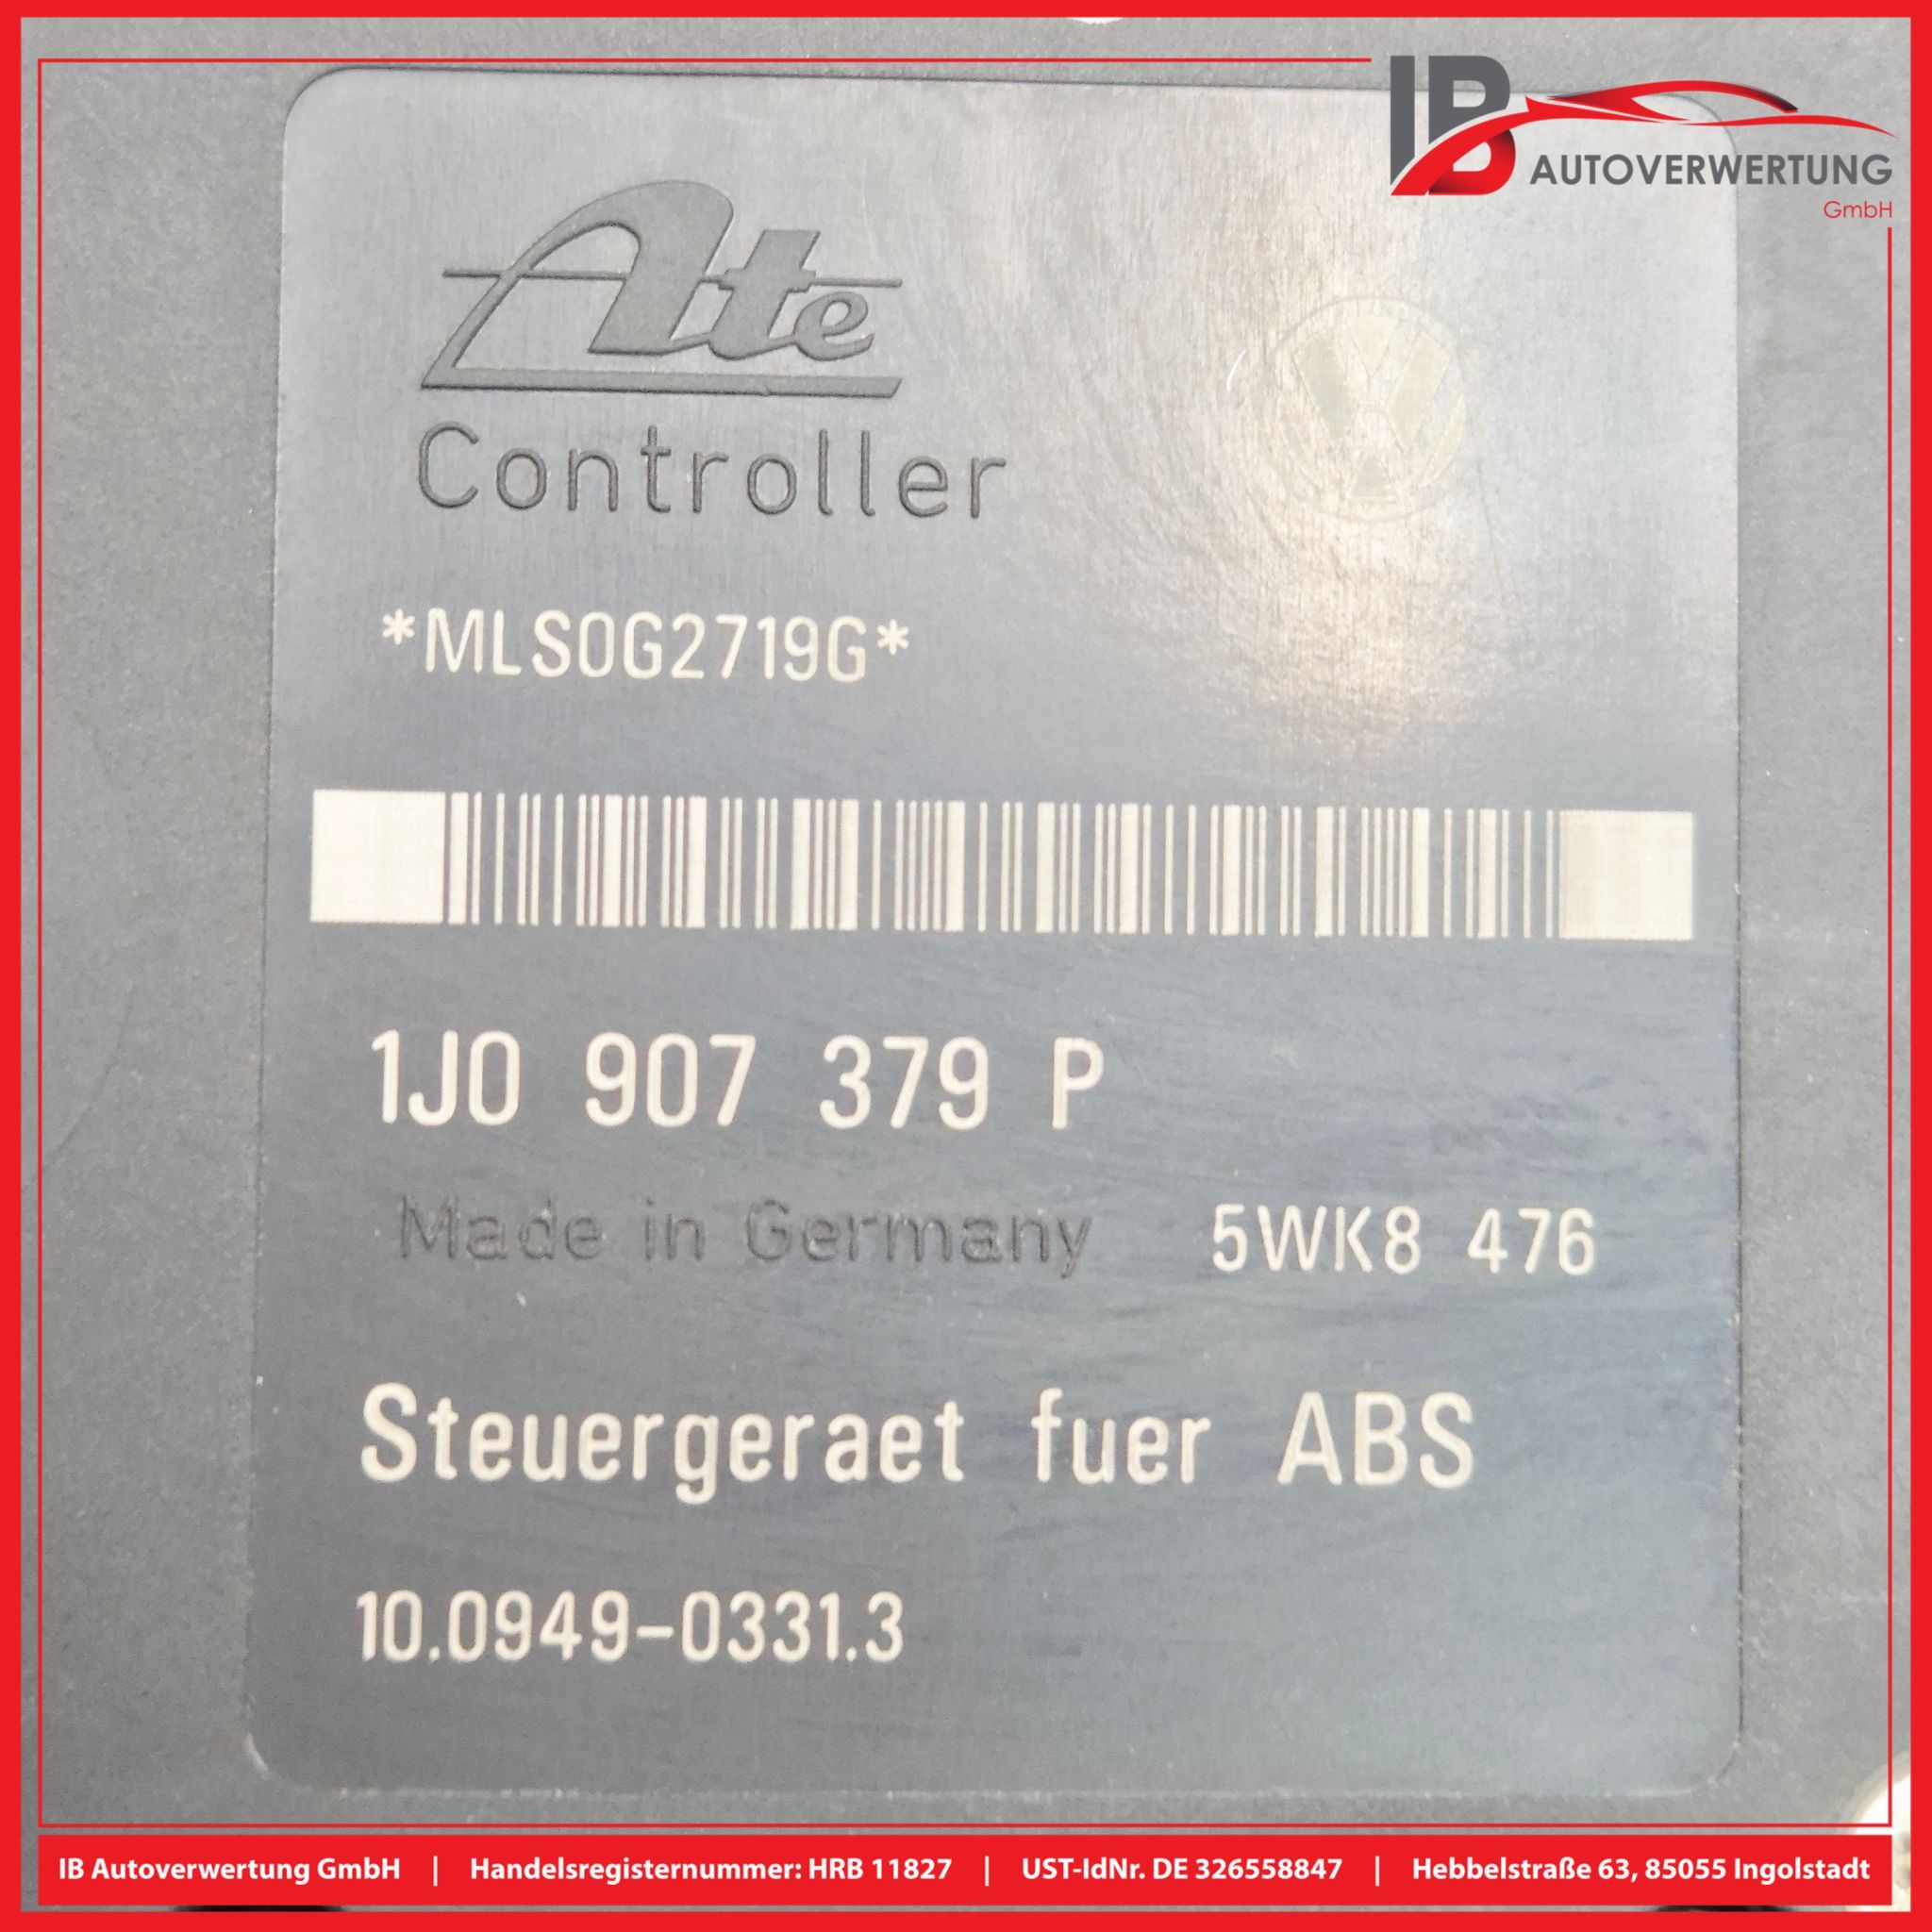 IB
AUTOVERWERTUNG
GmbH
Ate
Controller
*MLS0G2719G*
1J0 907 379 P
Made in Germany 5WK8 476
Steuergeraet fuer ABS
10.0949-0331.3
IB Autoverwertung GmbH | Handelsregisternummer: HRB 11827 | UST-IdNr. DE 326558847 | Hebbelstraße 63, 85055 Ingolstadt